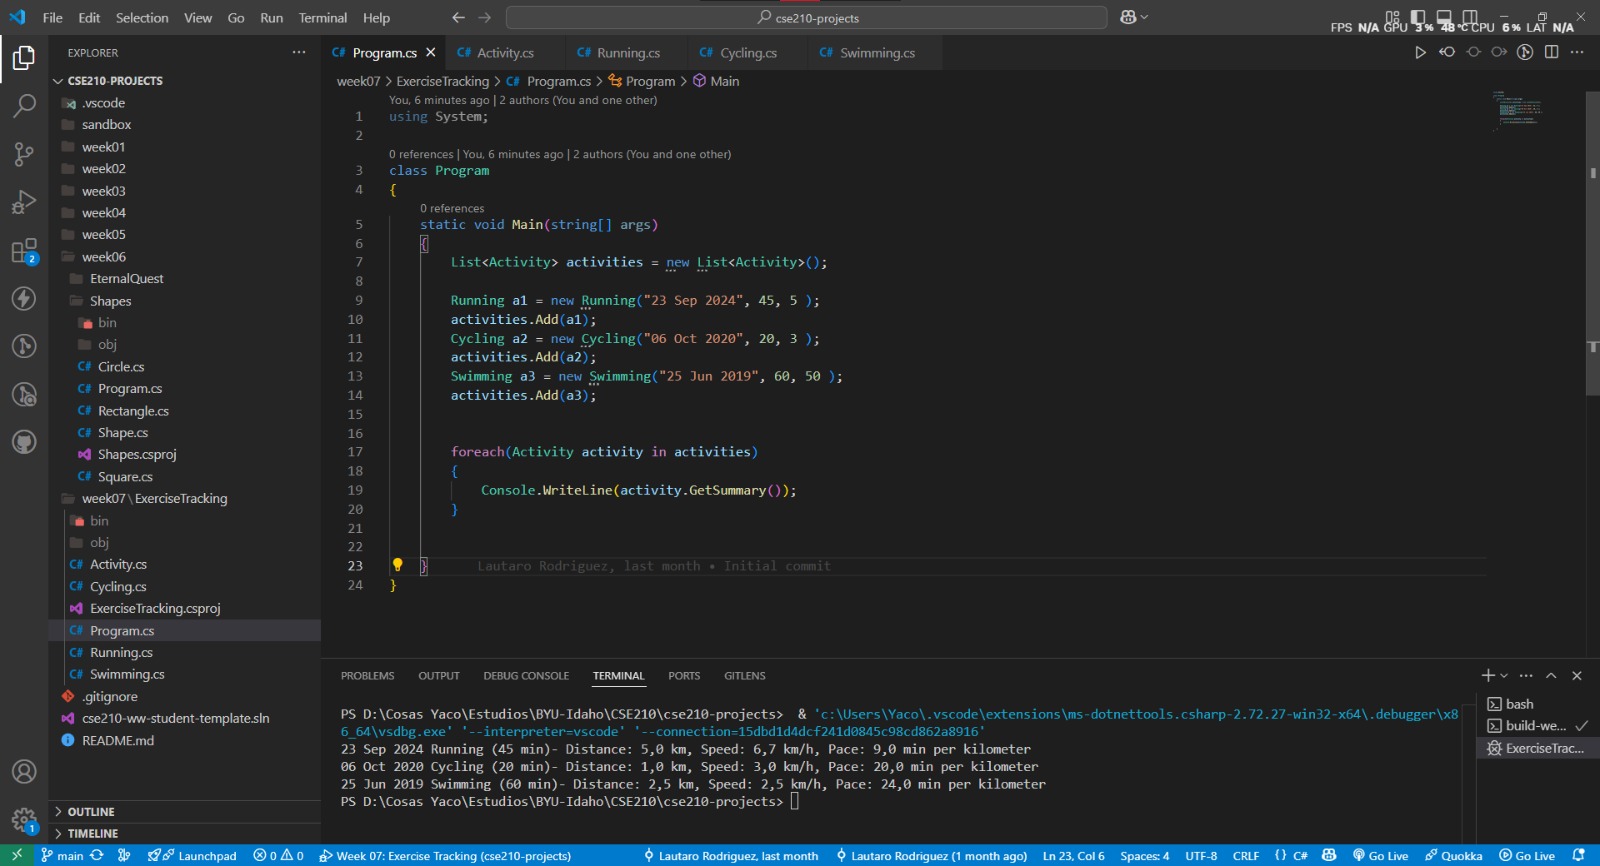 File Edit Selection View Go Run Terminal Help
cse210-projects
FPS N/A GPU 3 % 48 °C CPU 6 % LAT N/A
EXPLORER
CSE210-PROJECTS
.vscode
sandbox
week01
week02
week03
week04
week05
week06
EternalQuest
Shapes
bin
obj
C# Circle.cs
C# Program.cs
C# Rectangle.cs
C# Shape.cs
Shapes.csproj
C# Square.cs
week07\ExerciseTracking
bin
obj
C# Activity.cs
C# Cycling.cs
ExerciseTracking.csproj
C# Program.cs
C# Running.cs
C# Swimming.cs
.gitignore
cse210-ww-student-template.sln
README.md
OUTLINE
TIMELINE
2
1
C# Program.cs C# Activity.cs C# Running.cs C# Cycling.cs C# Swimming.cs
week07 > ExerciseTracking > C# Program.cs > Program > Main
You, 6 minutes ago | 2 authors (You and one other)
1 using System;
2
0 references | You, 6 minutes ago | 2 authors (You and one other)
3 class Program
4 {
0 references
5 static void Main(string[] args)
6 {
7 List<Activity> activities = new List<Activity>();
8
9 Running a1 = new Running("23 Sep 2024", 45, 5 );
10 activities.Add(a1);
11 Cycling a2 = new Cycling("06 Oct 2020", 20, 3 );
12 activities.Add(a2);
13 Swimming a3 = new Swimming("25 Jun 2019", 60, 50 );
14 activities.Add(a3);
15
16
17 foreach(Activity activity in activities)
18 {
19 Console.WriteLine(activity.GetSummary());
20 }
21
22
23 } Lautaro Rodriguez, last month • Initial commit
24 }
PROBLEMS OUTPUT DEBUG CONSOLE TERMINAL PORTS GITLENS
PS D:\Cosas Yaco\Estudios\BYU-Idaho\CSE210\cse210-projects>  & 'c:\Users\Yaco\.vscode\extensions\ms-dotnettools.csharp-2.72.27-win32-x64\.debugger\x8
6_64\vsdbg.exe' '--interpreter=vscode' '--connection=15dbd1d4dcf241d0845c98cd862a8916'
23 Sep 2024 Running (45 min)- Distance: 5,0 km, Speed: 6,7 km/h, Pace: 9,0 min per kilometer
06 Oct 2020 Cycling (20 min)- Distance: 1,0 km, Speed: 3,0 km/h, Pace: 20,0 min per kilometer
25 Jun 2019 Swimming (60 min)- Distance: 2,5 km, Speed: 2,5 km/h, Pace: 24,0 min per kilometer
PS D:\Cosas Yaco\Estudios\BYU-Idaho\CSE210\cse210-projects>
bash
build-we...
ExerciseTrac...
main Launchpad 0 0 Week 07: Exercise Tracking (cse210-projects) Lautaro Rodriguez, last month Lautaro Rodriguez (1 month ago) Ln 23, Col 6 Spaces: 4 UTF-8 CRLF {} C# Go Live Quokka Go Live